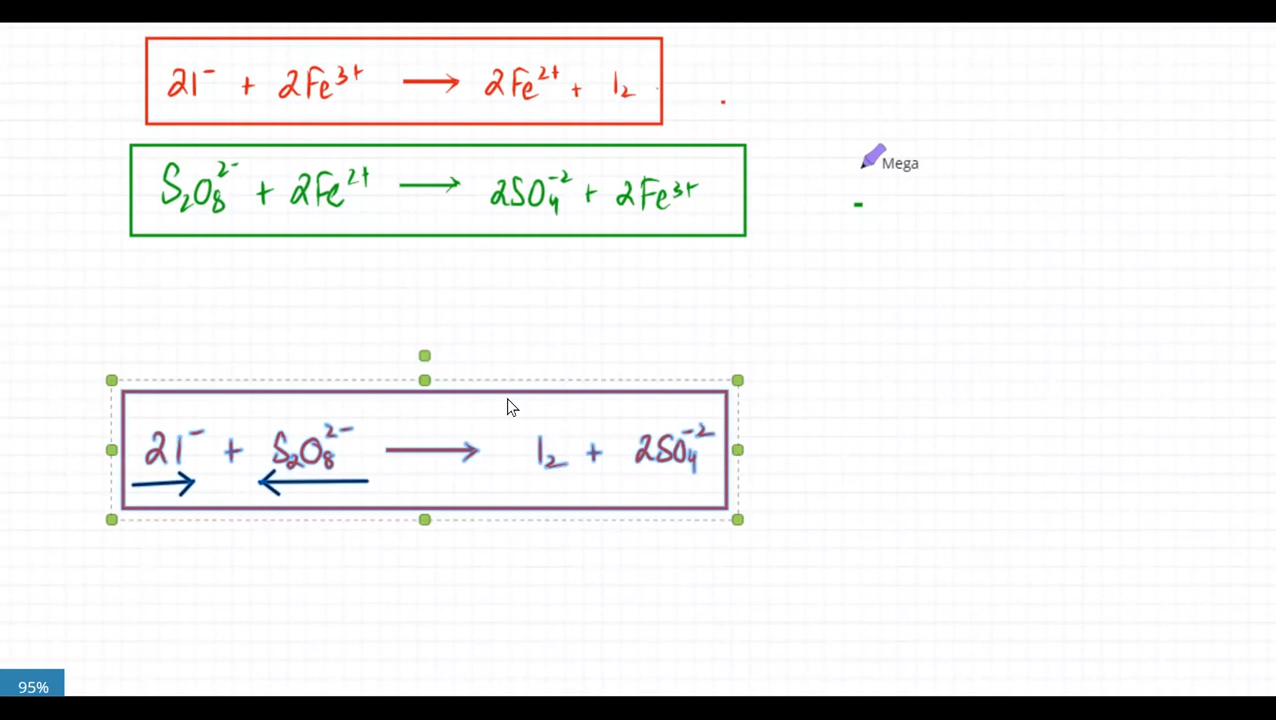 2I⁻ + 2Fe³⁺ ⟶ 2Fe²⁺ + I₂
Mega
S₂O₈²⁻ + 2Fe²⁺ ⟶ 2SO₄⁻² + 2Fe³⁺
2I⁻ + S₂O₈²⁻ ⟶ I₂ + 2SO₄⁻²
95%